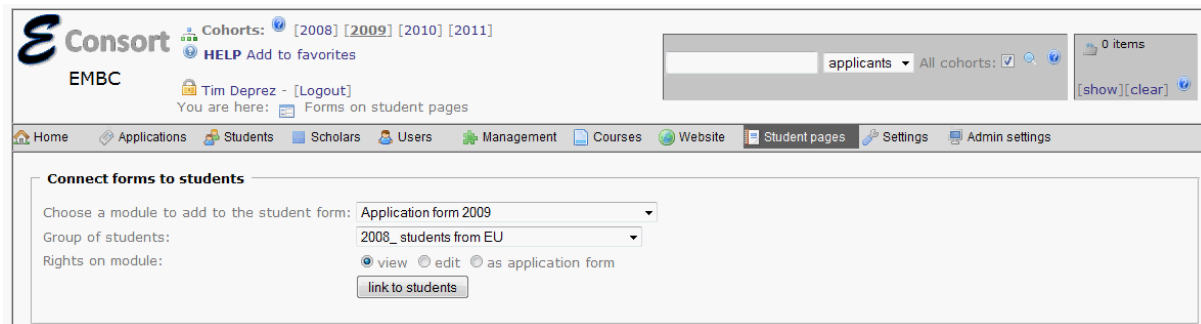 E Consort
EMBC
Cohorts: [2008] [2009] [2010] [2011]
HELP Add to favorites
Tim Deprez - [Logout]
You are here: Forms on student pages
applicants All cohorts:
0 items
[show][clear]
Home Applications Students Scholars Users Management Courses Website Student pages Settings Admin settings
Connect forms to students
Choose a module to add to the student form: Application form 2009
Group of students: 2008_ students from EU
Rights on module: view edit as application form
link to students